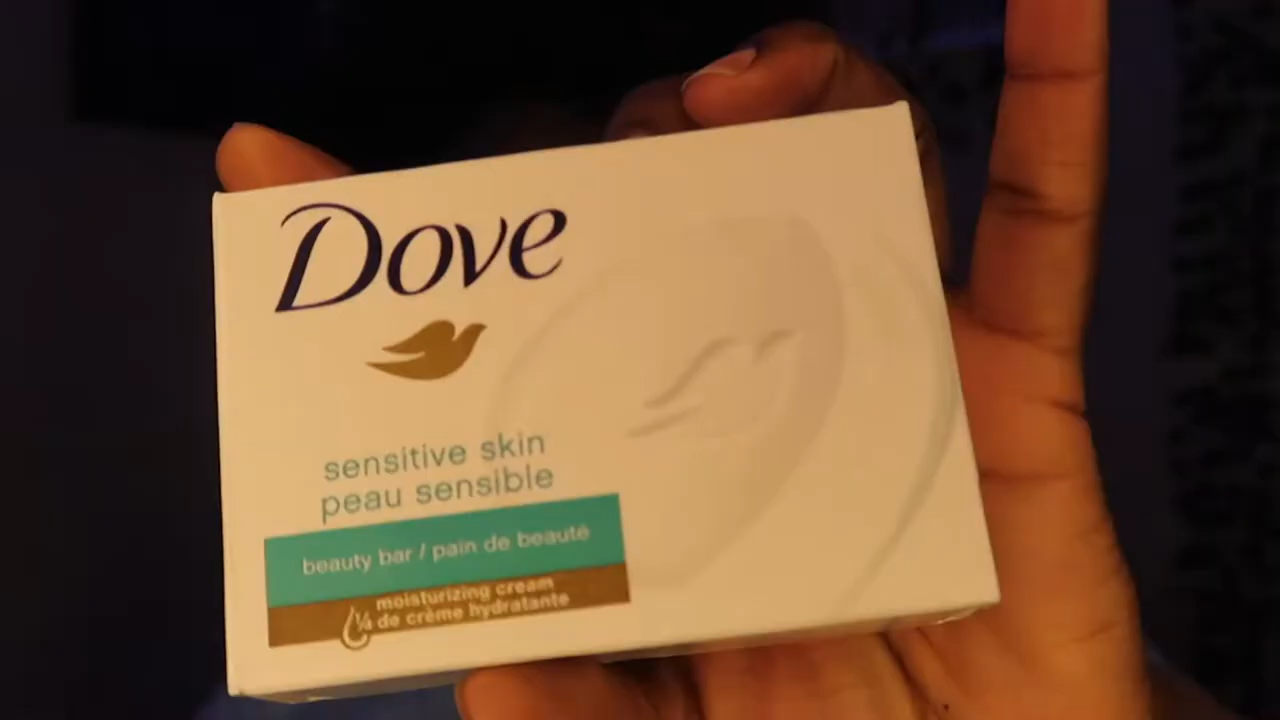 Dove
sensitive skin
peau sensible
beauty bar / pain de beauté
moisturizing cream
¼ de crème hydratante